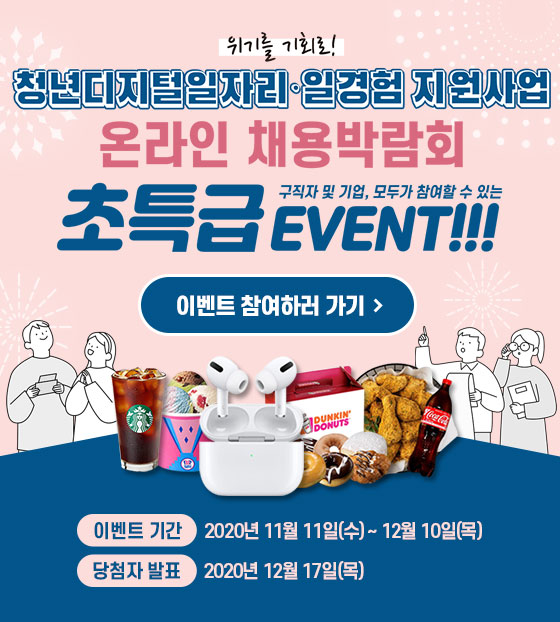 위기를 기회로!
청년디지털일자리·일경험 지원사업
온라인 채용박람회
구직자 및 기업, 모두가 참여할 수 있는
초특급 EVENT!!!
이벤트 참여하러 가기 >
STARBUCKS
DUNKIN'
DONUTS
Coca-Cola
이벤트 기간 2020년 11월 11일(수) ~ 12월 10일(목)
당첨자 발표 2020년 12월 17일(목)